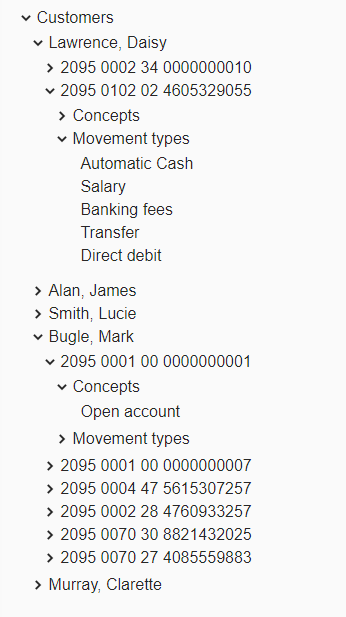 Customers
Lawrence, Daisy
2095 0002 34 0000000010
2095 0102 02 4605329055
Concepts
Movement types
Automatic Cash
Salary
Banking fees
Transfer
Direct debit
Alan, James
Smith, Lucie
Bugle, Mark
2095 0001 00 0000000001
Concepts
Open account
Movement types
2095 0001 00 0000000007
2095 0004 47 5615307257
2095 0002 28 4760933257
2095 0070 30 8821432025
2095 0070 27 4085559883
Murray, Clarette